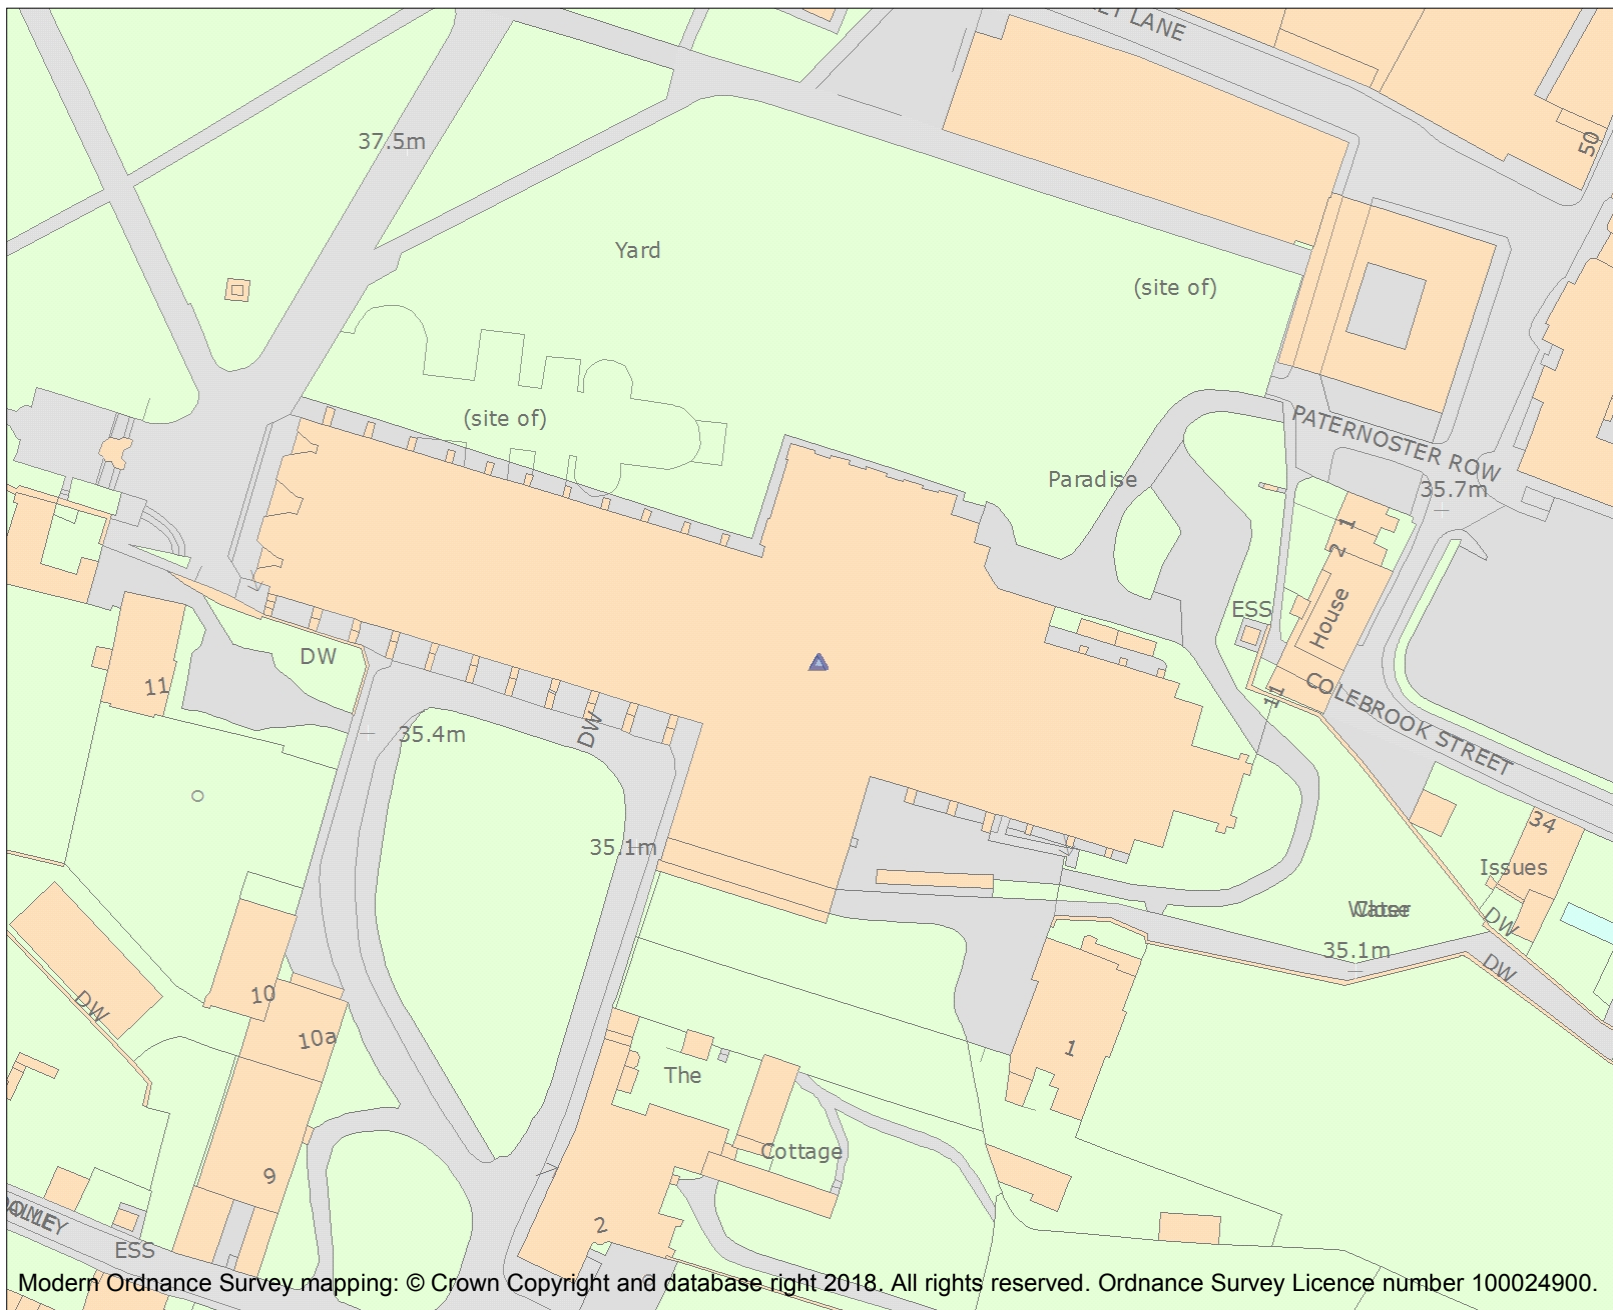 LANE
50
37.5m
Yard
(site of)
(site of)
PATERNOSTER ROW
Paradise
35.7m
1
2
ESS
House
DW
11
11
COLEBROOK STREET
35.4m
DW
35.1m
34
Issues
Water
Close
DW
35.1m
DW
10
DW
10a
1
The
Cottage
9
2
ESS
Modern Ordnance Survey mapping: © Crown Copyright and database right 2018. All rights reserved. Ordnance Survey Licence number 100024900.